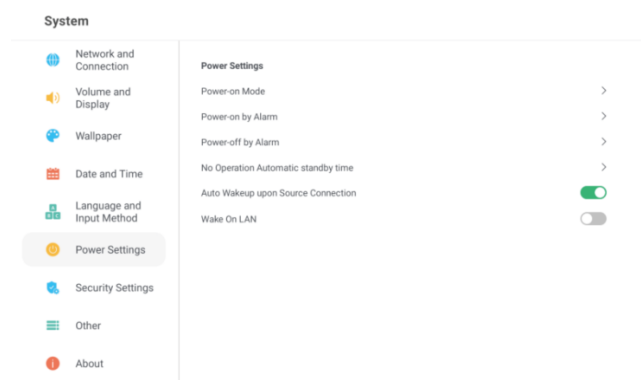 System
Network and
Connection
Volume and
Display
Wallpaper
Date and Time
Language and
Input Method
Power Settings
Security Settings
Other
About
Power Settings
Power-on Mode
Power-on by Alarm
Power-off by Alarm
No Operation Automatic standby time
Auto Wakeup upon Source Connection
Wake On LAN